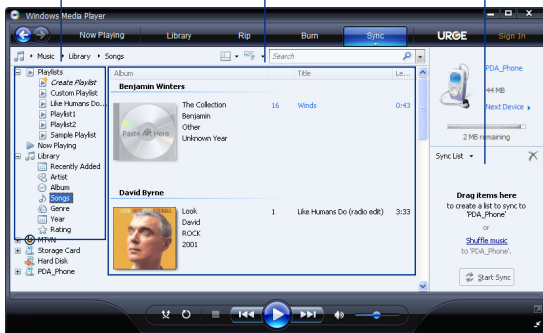 Windows Media Player
Now Playing Library Rip Burn Sync URGE Sign In
Music Library Songs Search
Playlists
Create Playlist
Custom Playlist
Like Humans Do...
Playlist1
Playlist2
Sample Playlist
Now Playing
Library
Recently Added
Artist
Album
Songs
Genre
Year
Rating
MTVN
Storage Card
Hard Disk
PDA_Phone
Album Title Le...
Benjamin Winters
Paste Art Here
The Collection 16 Winds 0:43
Benjamin
Other
Unknown Year
David Byrne
Look 1 Like Humans Do (radio edit) 3:33
David
ROCK
2001
PDA_Phone
44 MB
Next Device
2 MB remaining
Sync List
Drag items here
to create a list to sync to
'PDA_Phone'
or
Shuffle music
to 'PDA_Phone'.
Start Sync